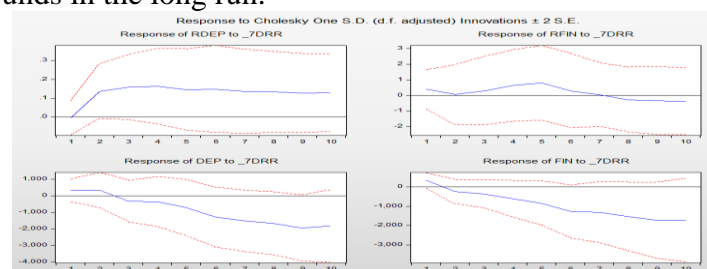 unds in the long run.
Response to Cholesky One S.D. (d.f. adjusted) Innovations ± 2 S.E.
Response of RDEP to _7DRR
Response of RFIN to _7DRR
.3
.2
.1
.0
1 2 3 4 5 6 7 8 9 10
3
2
1
0
-1
-2
1 2 3 4 5 6 7 8 9 10
Response of DEP to _7DRR
Response of FIN to _7DRR
1,000
0
-1,000
-2,000
-3,000
-4,000
1 2 3 4 5 6 7 8 9 10
0
-1,000
-2,000
-3,000
1 2 3 4 5 6 7 8 9 10